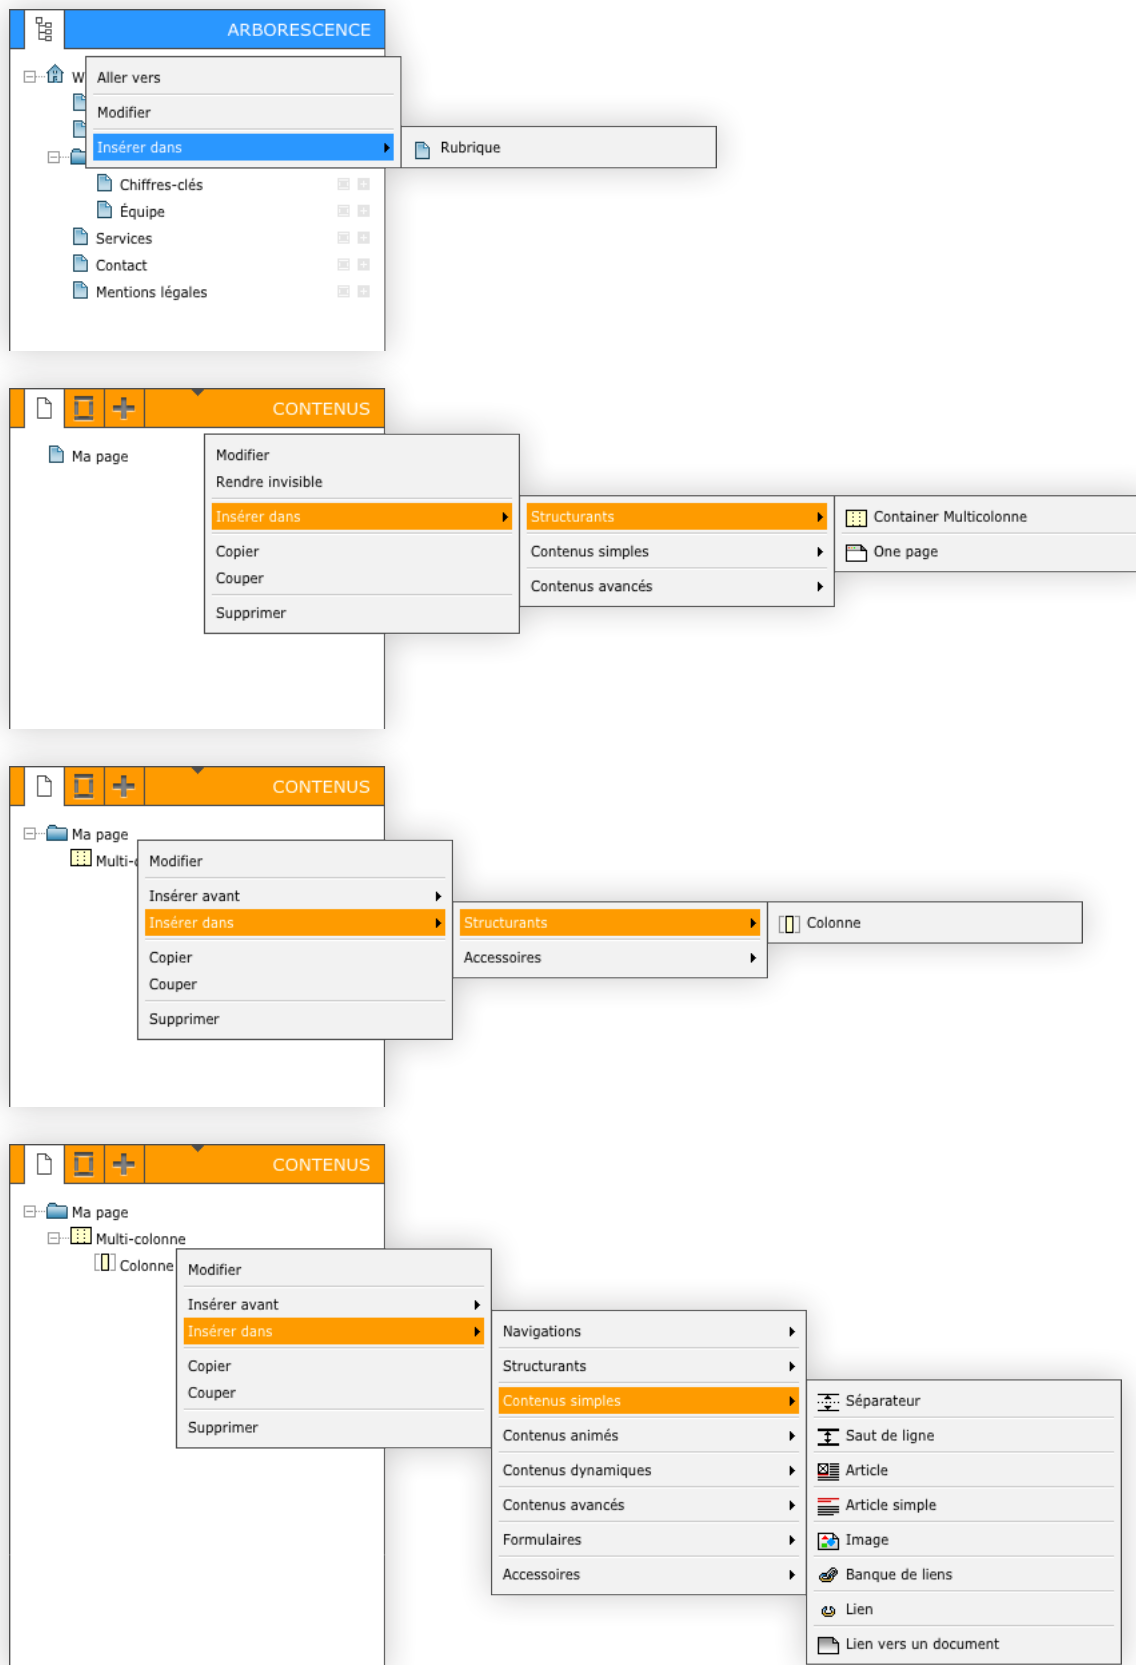 ARBORESCENCE
W
Aller vers
Modifier
Insérer dans
Rubrique
Chiffres-clés
Équipe
Services
Contact
Mentions légales
CONTENUS
Ma page
Modifier
Rendre invisible
Insérer dans
Structurants
Container Multicolonne
Copier
Contenus simples
One page
Couper
Contenus avancés
Supprimer
CONTENUS
Ma page
Multi-
Modifier
Insérer avant
Insérer dans
Structurants
Colonne
Copier
Accessoires
Couper
Supprimer
CONTENUS
Ma page
Multi-colonne
Colonne
Modifier
Insérer avant
Insérer dans
Navigations
Copier
Structurants
Couper
Contenus simples
Séparateur
Supprimer
Contenus animés
Saut de ligne
Contenus dynamiques
Article
Contenus avancés
Article simple
Formulaires
Image
Accessoires
Banque de liens
Lien
Lien vers un document